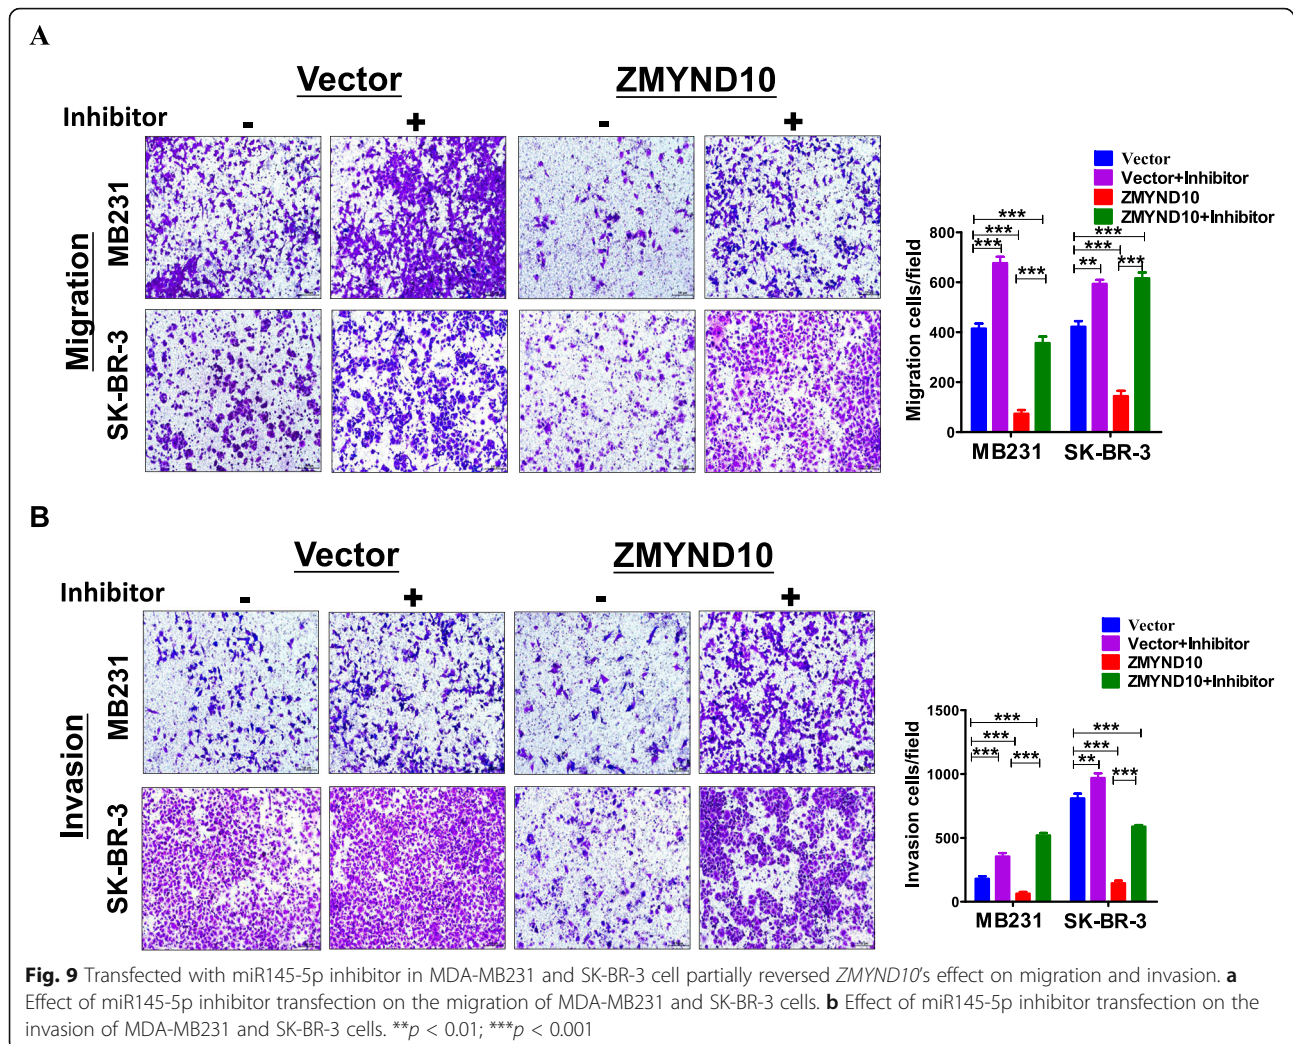 A
Vector ZMYND10
Inhibitor - + - +
Migration
MB231
SK-BR-3
Vector
Vector+Inhibitor
ZMYND10
ZMYND10+Inhibitor
*** *** *** ***
*** *** ** ***
Migration cells/field
800
600
400
200
0
MB231 SK-BR-3
B
Vector ZMYND10
Inhibitor - + - +
Invasion
MB231
SK-BR-3
Vector
Vector+Inhibitor
ZMYND10
ZMYND10+Inhibitor
*** *** *** ***
*** *** ** ***
Invasion cells/field
1500
1000
500
0
MB231 SK-BR-3
Fig. 9 Transfected with miR145-5p inhibitor in MDA-MB231 and SK-BR-3 cell partially reversed ZMYND10's effect on migration and invasion. a
Effect of miR145-5p inhibitor transfection on the migration of MDA-MB231 and SK-BR-3 cells. b Effect of miR145-5p inhibitor transfection on the
invasion of MDA-MB231 and SK-BR-3 cells. **p < 0.01; ***p < 0.001